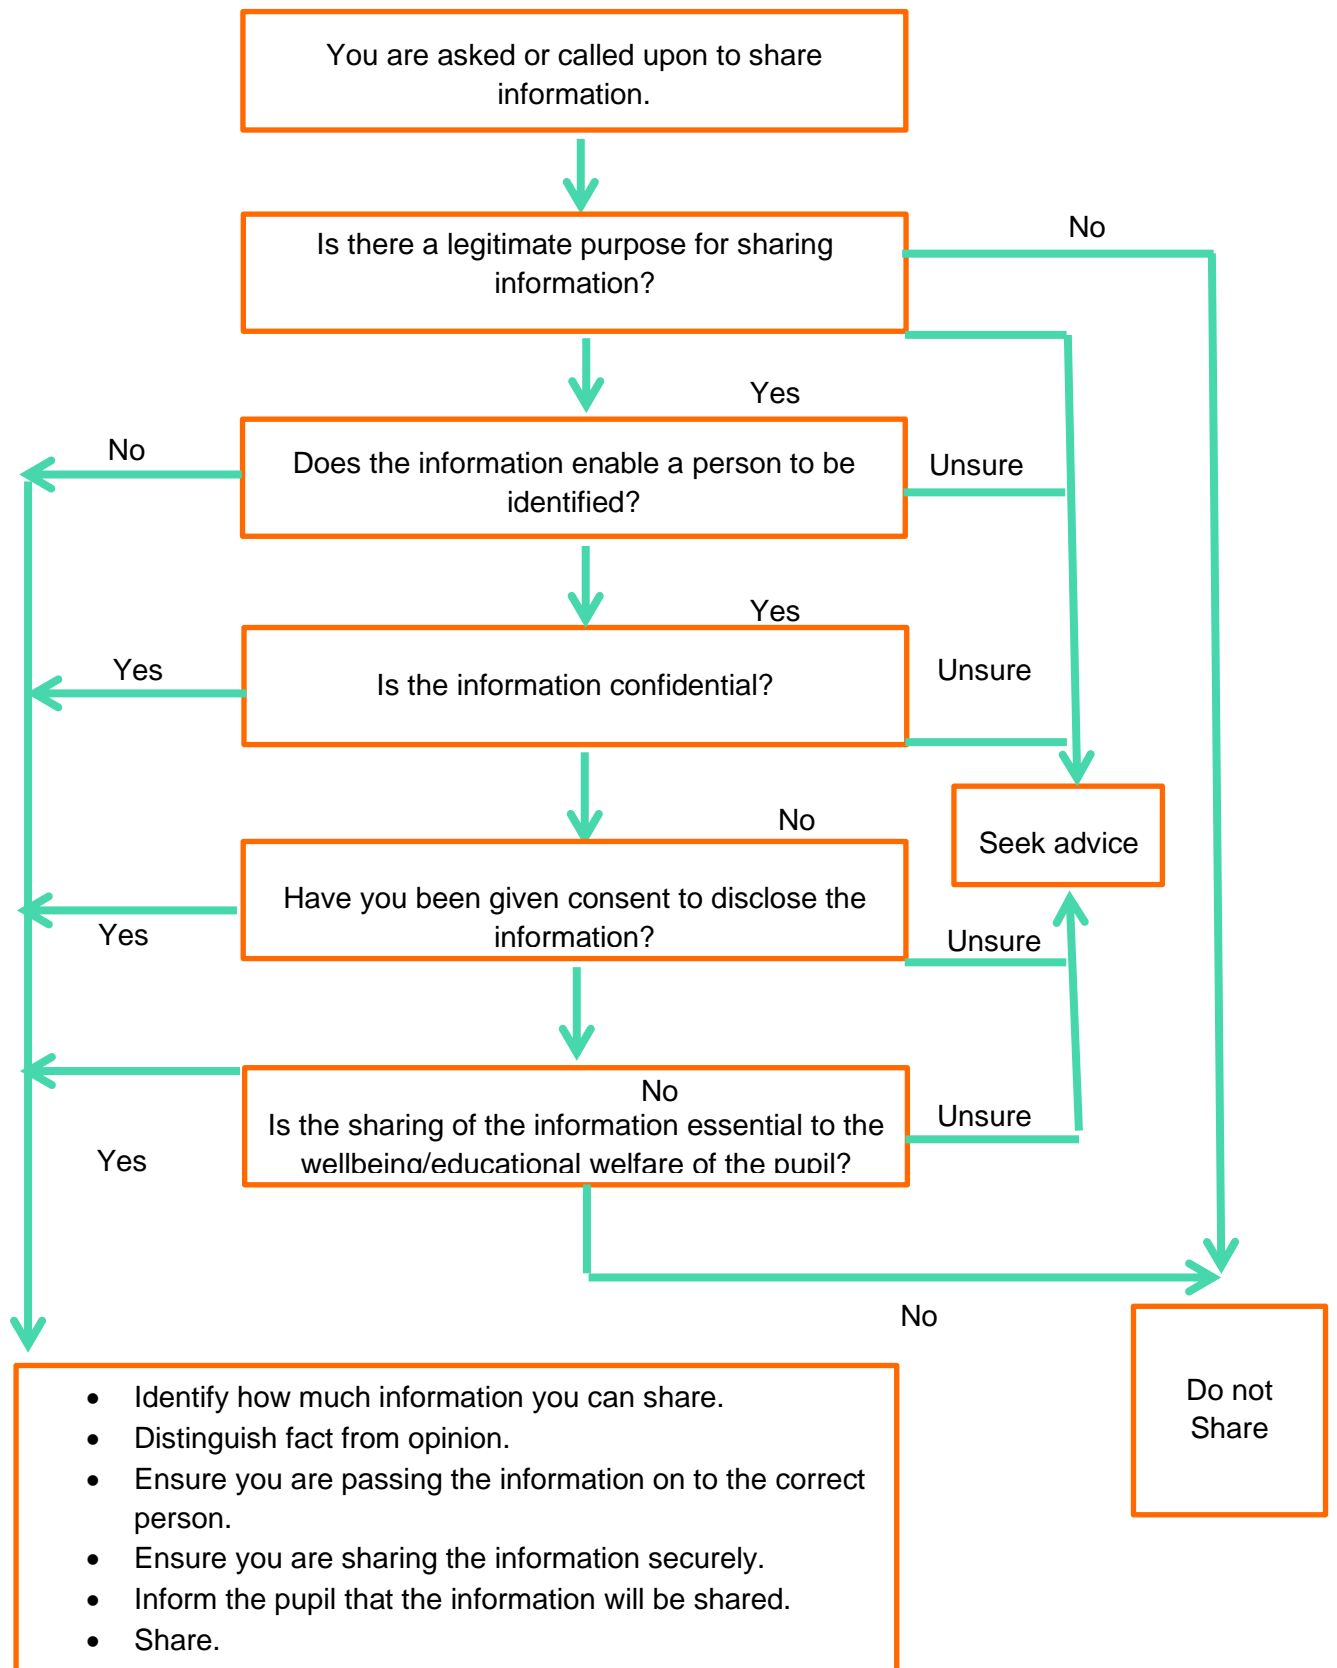 You are asked or called upon to share
information.
Is there a legitimate purpose for sharing
information?
No
Yes
Does the information enable a person to be
identified?
No
Unsure
Yes
Is the information confidential?
Yes
Unsure
No
Seek advice
Have you been given consent to disclose the
information?
Yes
Unsure
No
Is the sharing of the information essential to the
wellbeing/educational welfare of the pupil?
Unsure
Yes
No
Do not
Share
• Identify how much information you can share.
• Distinguish fact from opinion.
• Ensure you are passing the information on to the correct
person.
• Ensure you are sharing the information securely.
• Inform the pupil that the information will be shared.
• Share.